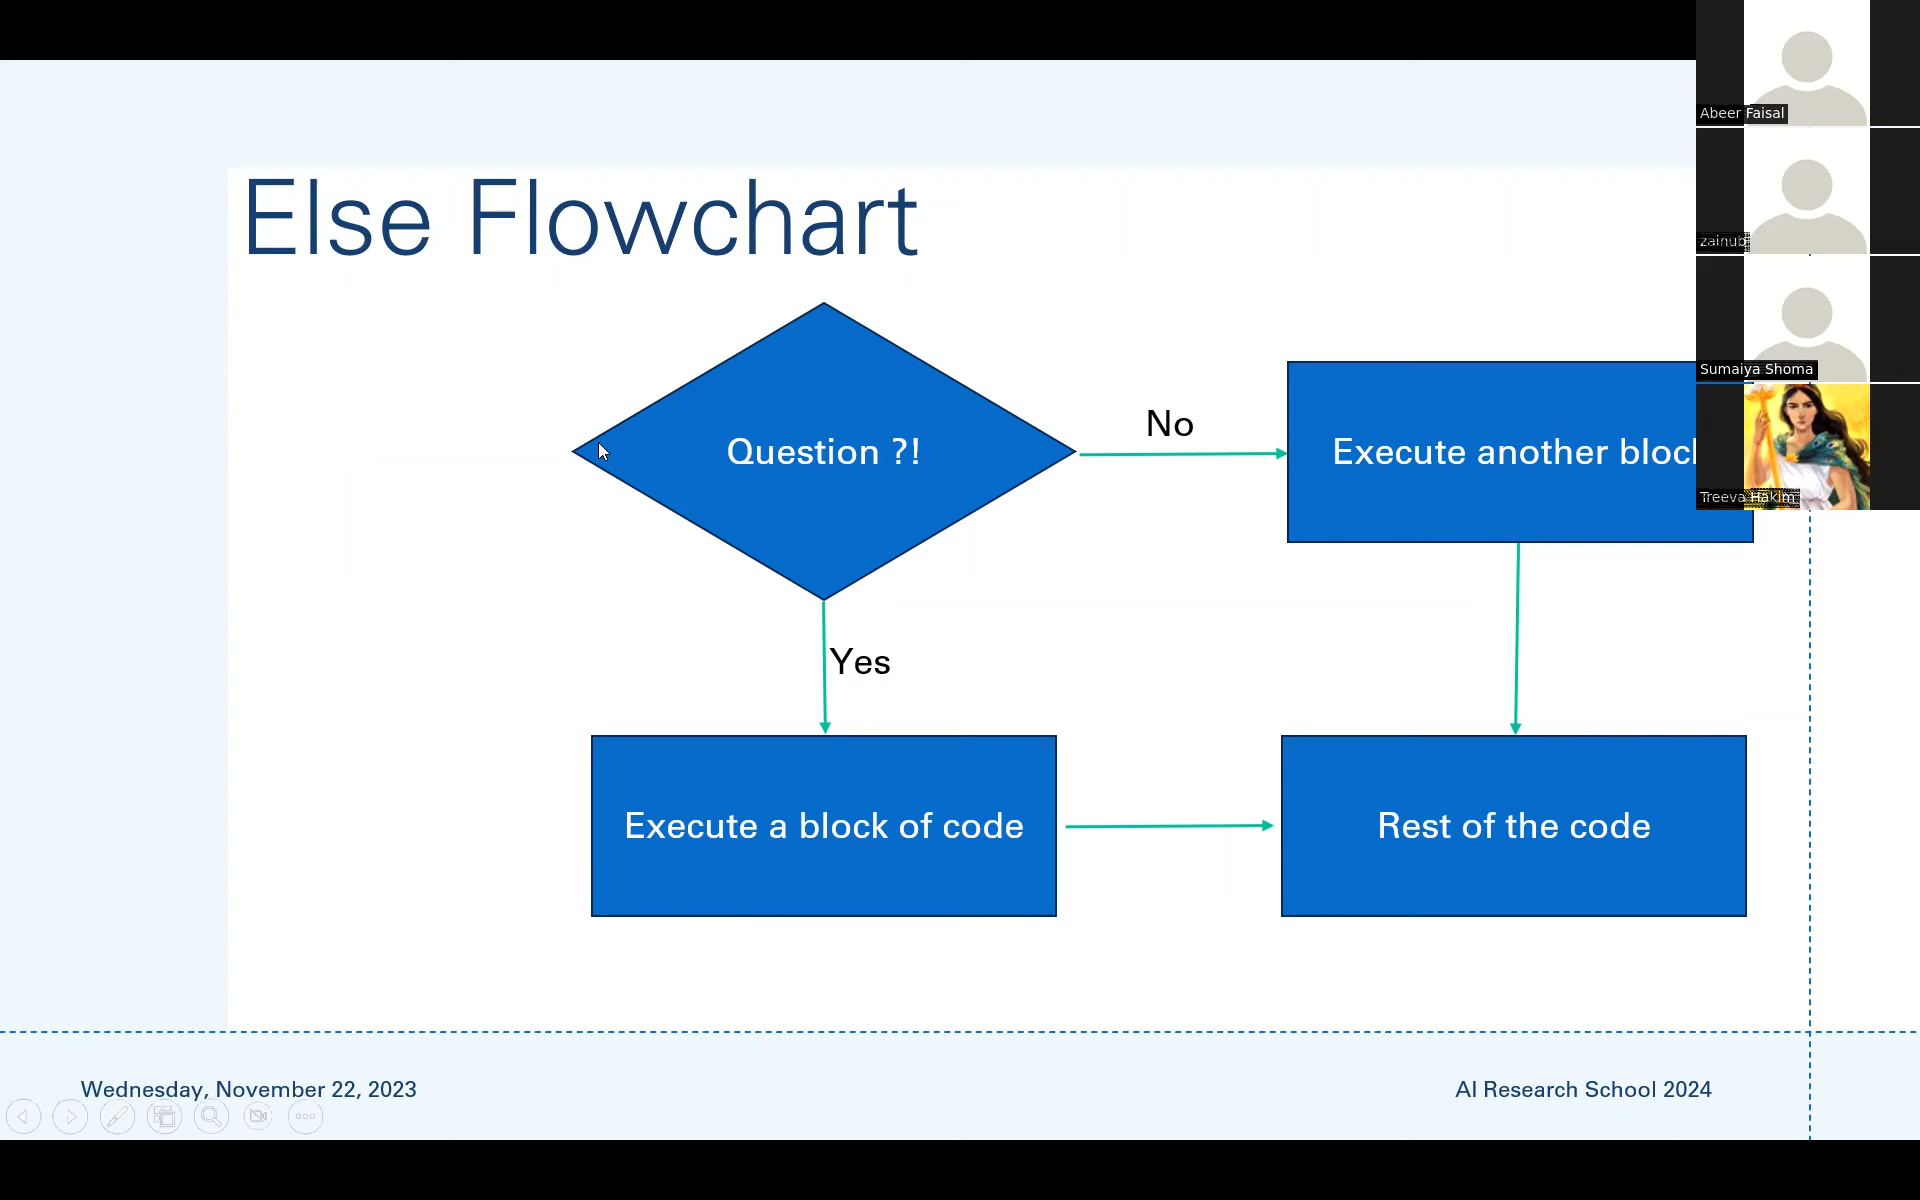 Else Flowchart
Question ?!
No
Execute another
Yes
Execute a block of code
Rest of the code
Wednesday, November 22, 2023
AI Research School 2024
Abeer Faisal
zainub
Sumaiya Shoma
Treeva Hakim